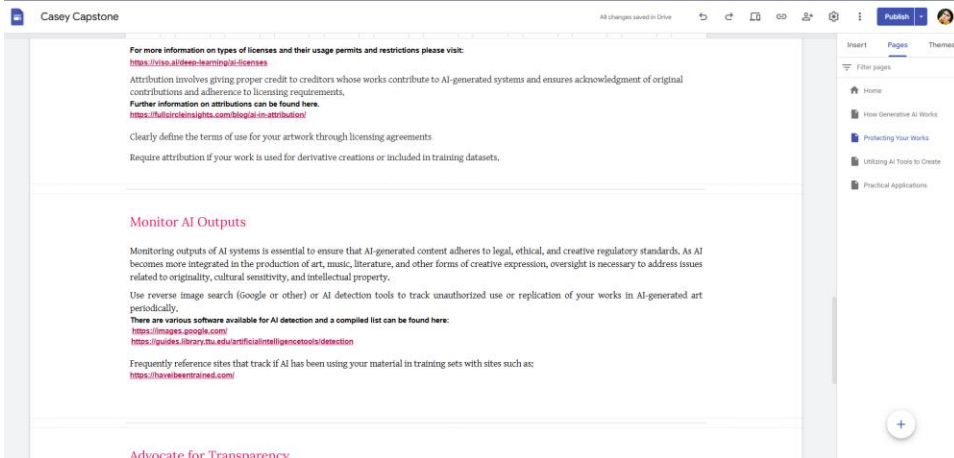 Casey Capstone
All changes saved in Drive
Publish
For more information on types of licenses and their usage permits and restrictions please visit:
https://viso.ai/deep-learning/ai-licenses
Attribution involves giving proper credit to creditors whose works contribute to AI-generated systems and ensures acknowledgment of original
contributions and adherence to licensing requirements.
Further information on attributions can be found here.
https://fullcircleinsights.com/blog/ai-in-attribution/
Clearly define the terms of use for your artwork through licensing agreements
Require attribution if your work is used for derivative creations or included in training datasets.
Monitor AI Outputs
Monitoring outputs of AI systems is essential to ensure that AI-generated content adheres to legal, ethical, and creative regulatory standards. As AI
becomes more integrated in the production of art, music, literature, and other forms of creative expression, oversight is necessary to address issues
related to originality, cultural sensitivity, and intellectual property.
Use reverse image search (Google or other) or AI detection tools to track unauthorized use or replication of your works in AI-generated art
periodically.
There are various software available for AI detection and a compiled list can be found here:
https://images.google.com/
https://guides.library.ttu.edu/artificialintelligencetools/detection
Frequently reference sites that track if AI has been using your material in training sets with sites such as:
https://haveibeentrained.com/
Advocate for Transparency
Insert Pages Themes
Filter pages
Home
How Generative AI Works
Protecting Your Works
Utilizing AI Tools to Create
Practical Applications